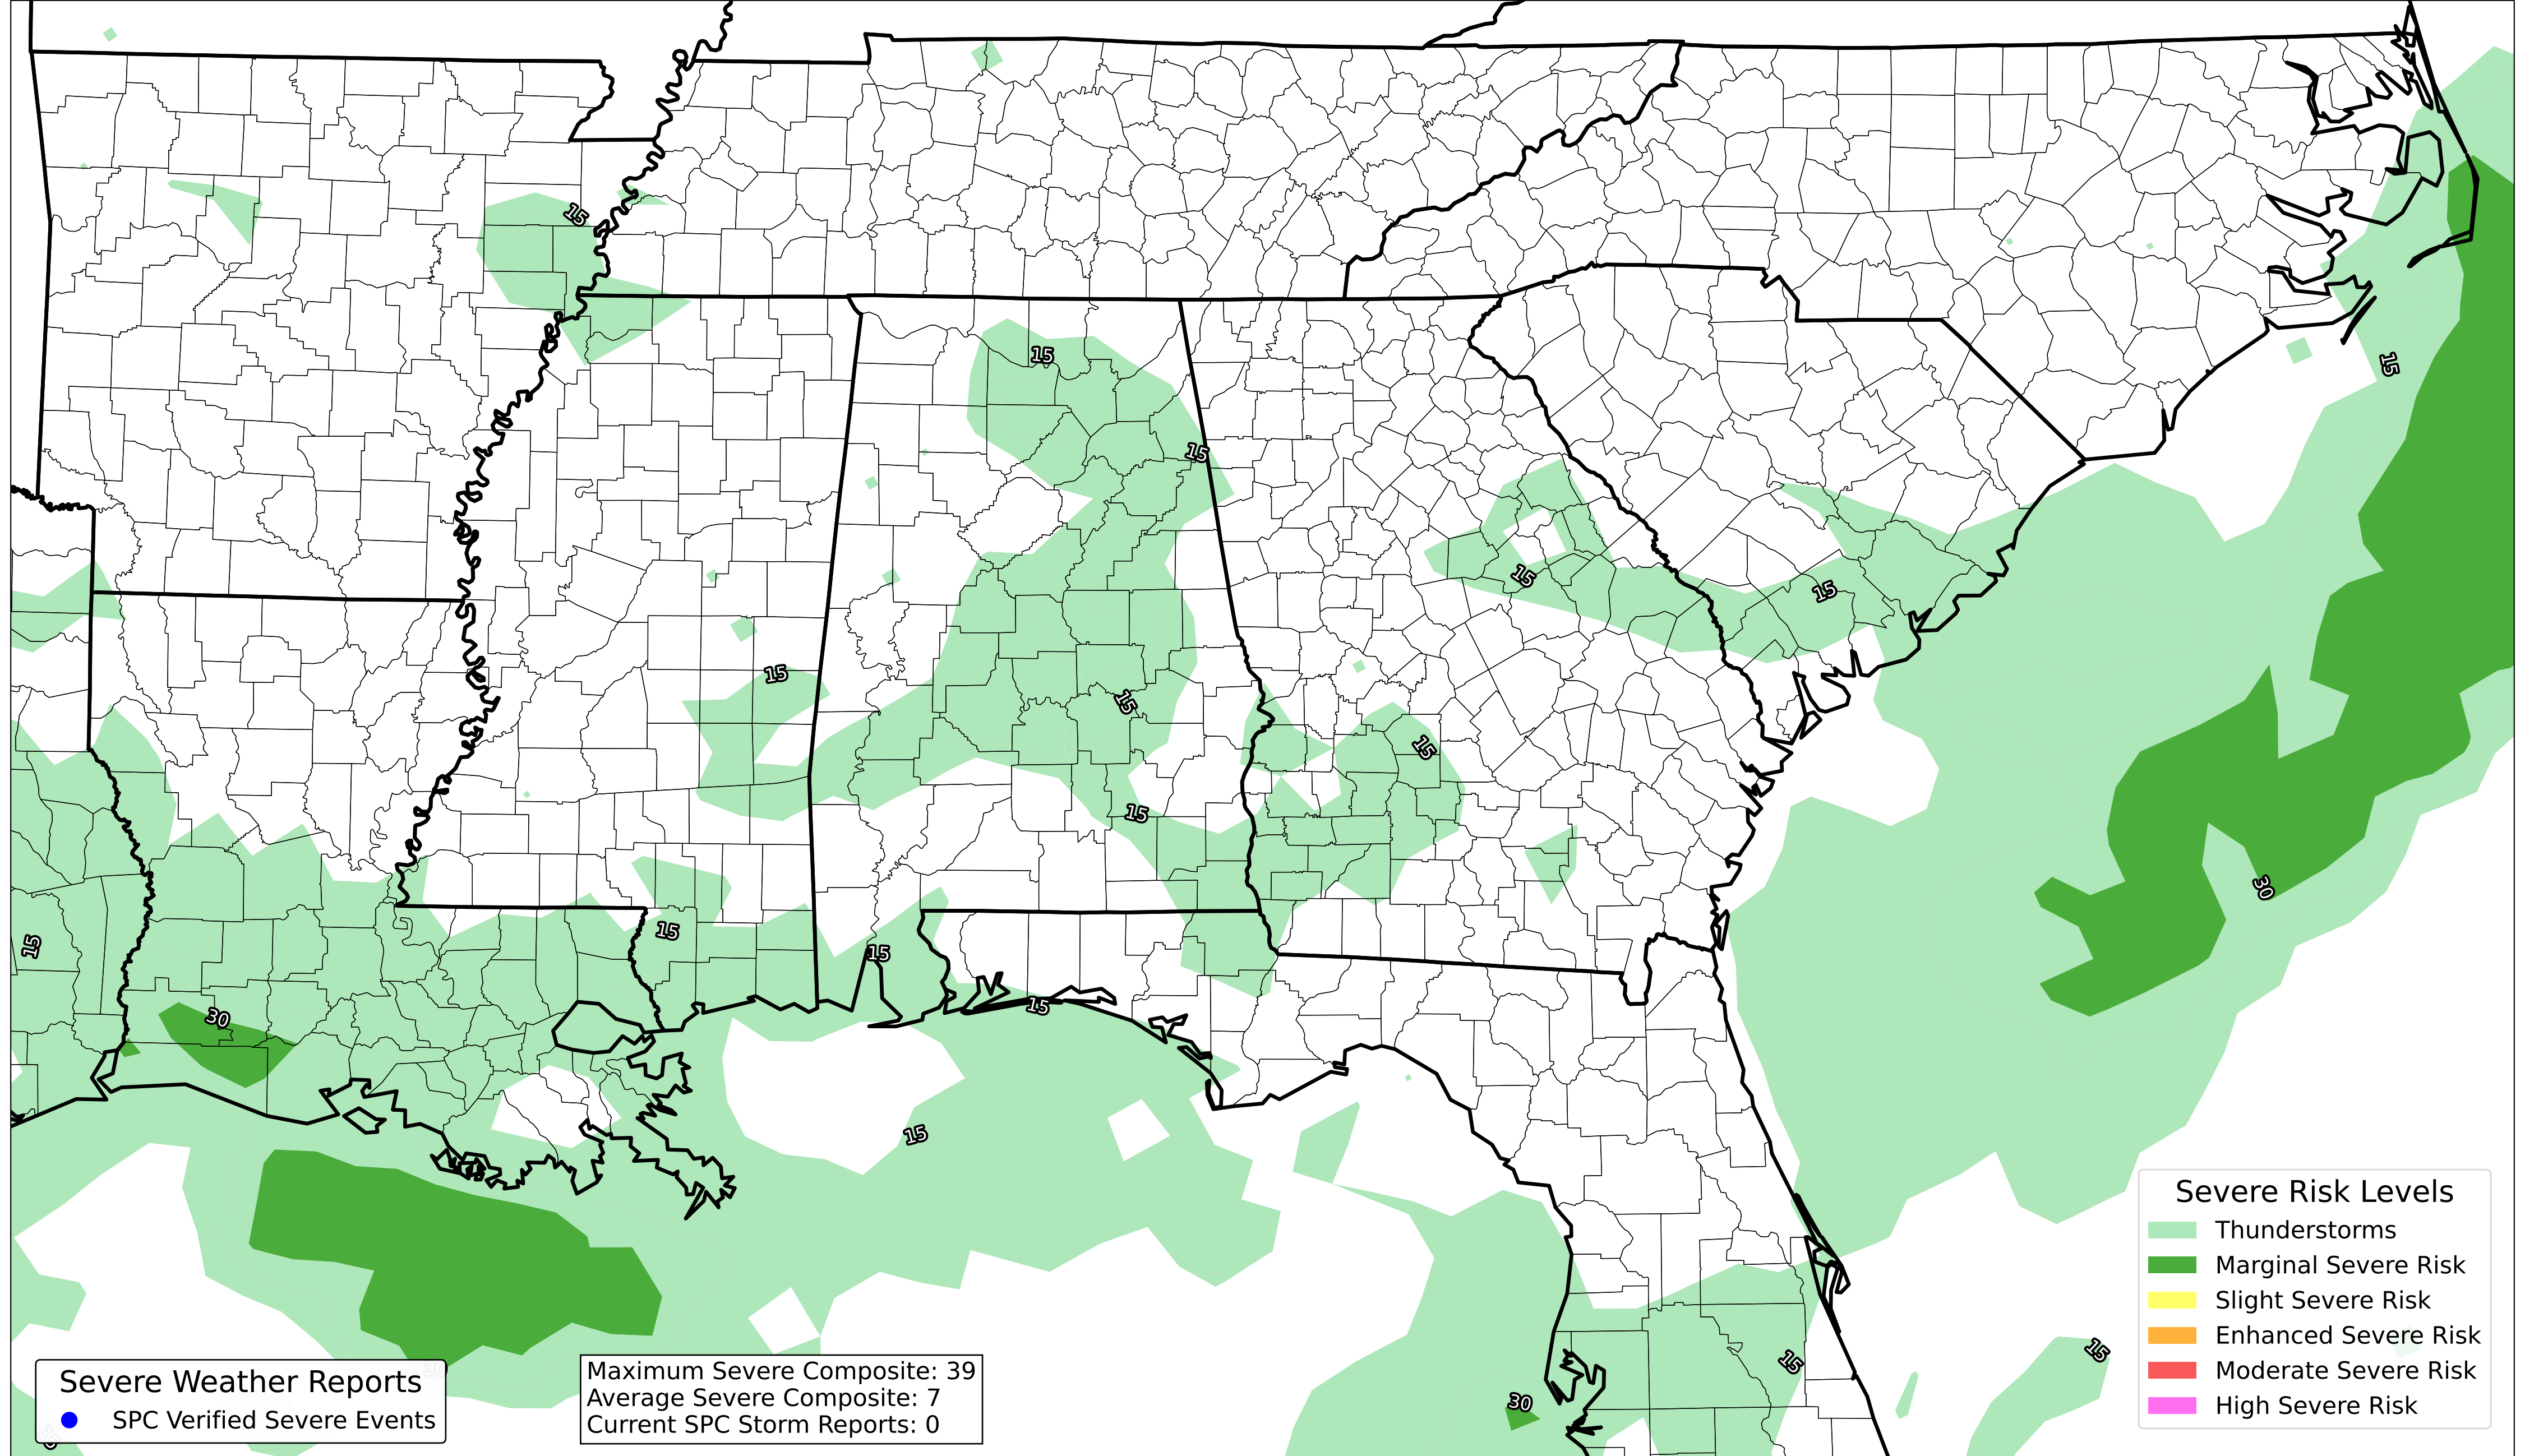 15
15
15
15
15
15
15
15
15
15
30
15
15
15
15
30
15
15
15
15
30
30
15
Severe Risk Levels
Thunderstorms
Marginal Severe Risk
Slight Severe Risk
Enhanced Severe Risk
Moderate Severe Risk
High Severe Risk
Severe Weather Reports
SPC Verified Severe Events
Maximum Severe Composite: 39
Average Severe Composite: 7
Current SPC Storm Reports: 0